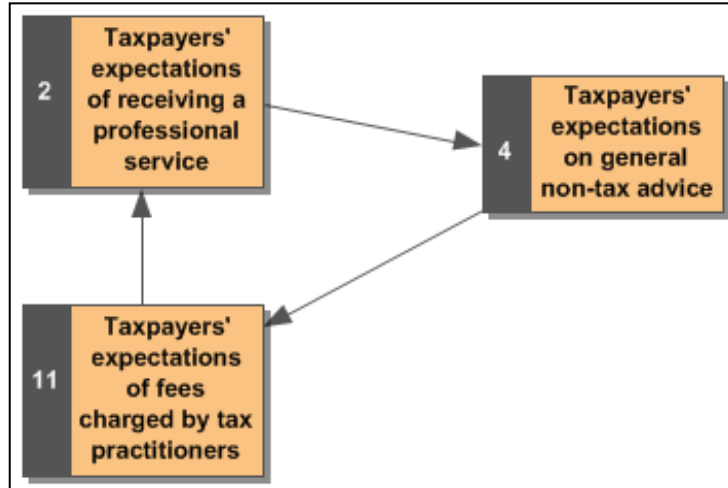 2
Taxpayers'
expectations
of receiving a
professional
service
4
Taxpayers'
expectations
on general
non-tax advice
11
Taxpayers'
expectations
of fees
charged by tax
practitioners